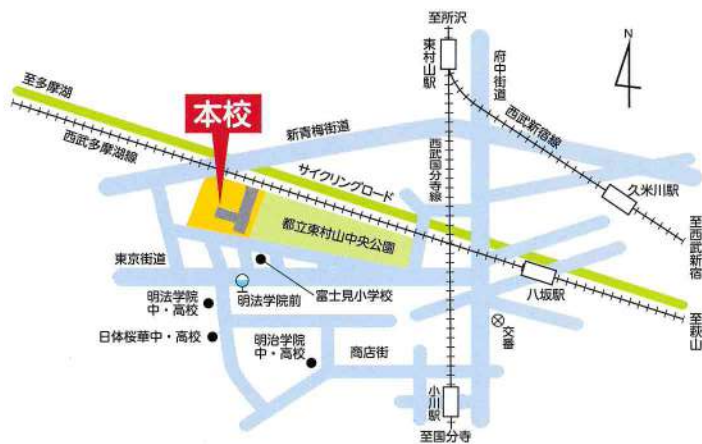 至所沢
東村山駅
府中街道
N
至多摩湖
本校
西武多摩湖線
新青梅街道
西武国分寺線
西武新宿線
サイクリングロード
久米川駅
都立東村山中央公園
至西武新宿
東京街道
明法学院前
富士見小学校
八坂駅
明法学院
中・高校
交番
至萩山
日体桜華中・高校
明治学院
中・高校
商店街
小川駅
至国分寺